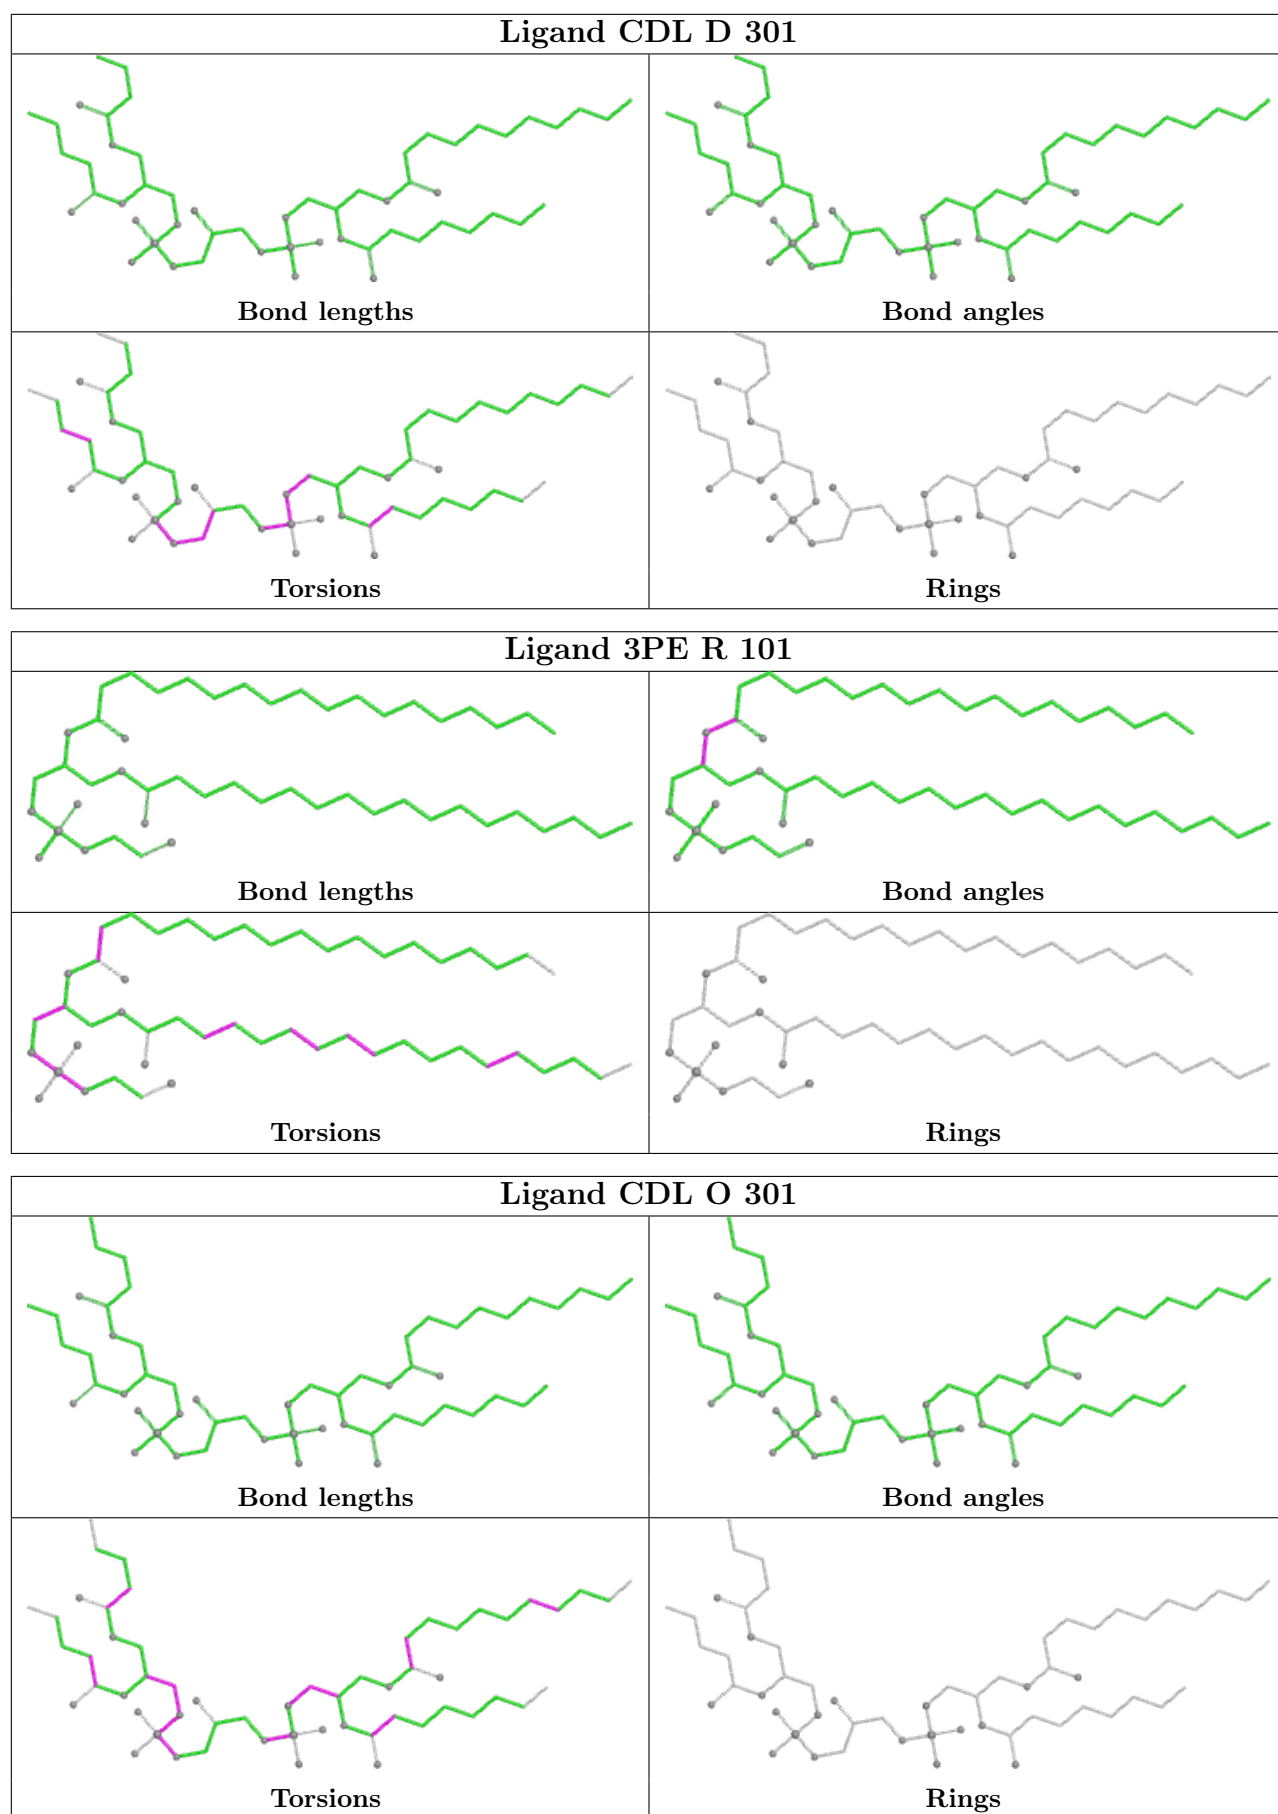 Ligand CDL D 301
Bond lengths
Bond angles
Torsions
Rings
Ligand 3PE R 101
Bond lengths
Bond angles
Torsions
Rings
Ligand CDL O 301
Bond lengths
Bond angles
Torsions
Rings